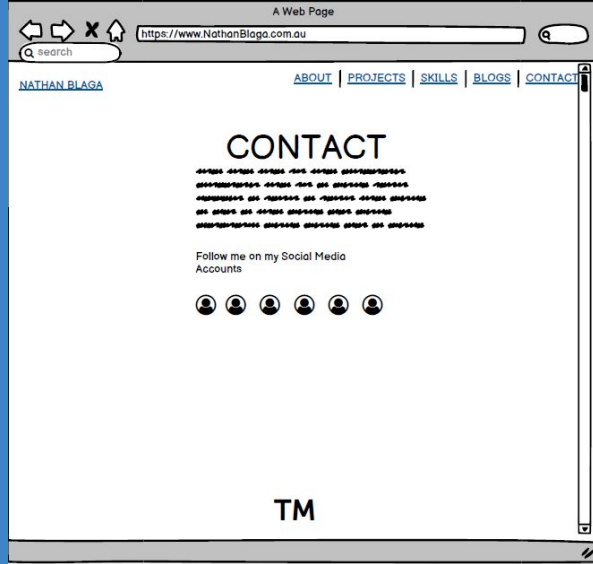 A Web Page
https://www.NathanBlaga.com.au
search
NATHAN BLAGA
ABOUT | PROJECTS | SKILLS | BLOGS | CONTACT
CONTACT
Follow me on my Social Media
Accounts
TM